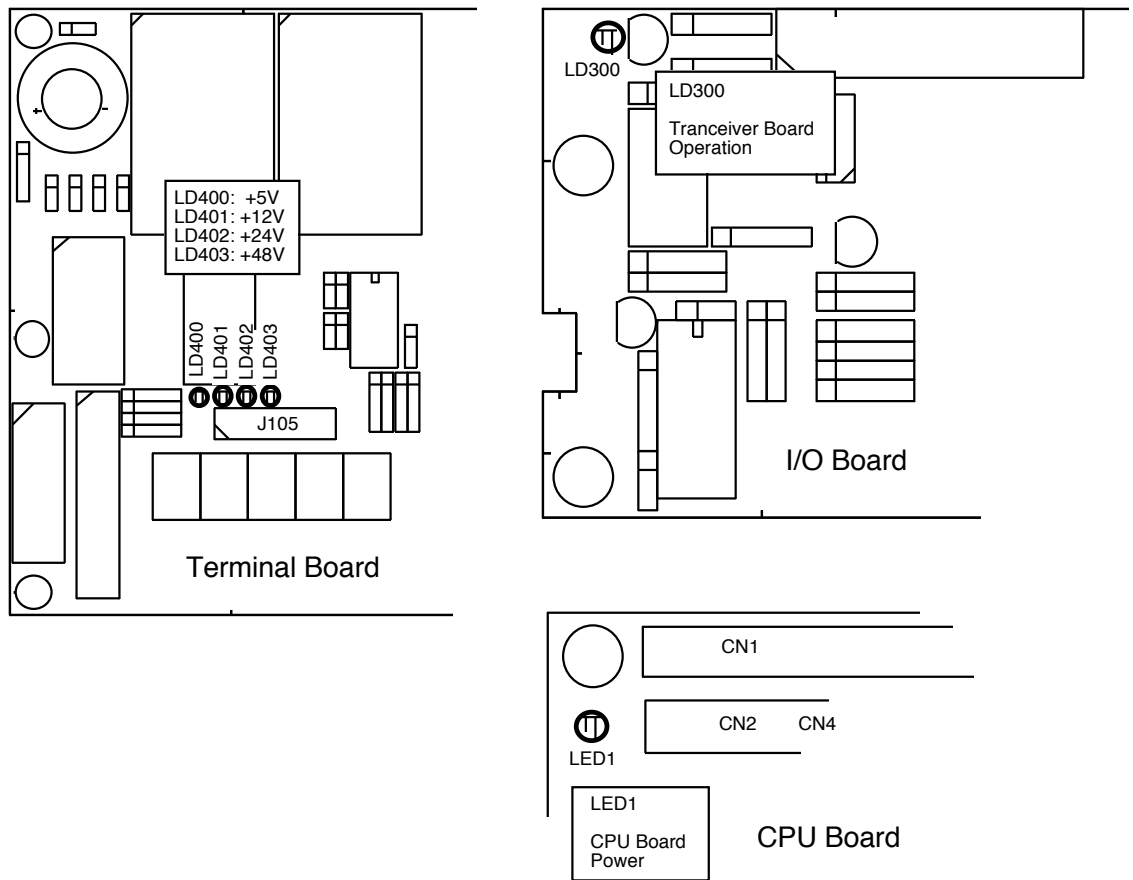 LD400: +5V
LD401: +12V
LD402: +24V
LD403: +48V
LD400
LD401
LD402
LD403
J105
+
-
Terminal Board
LD300
LD300
Tranceiver Board
Operation
I/O Board
CN1
CN2 CN4
LED1
LED1
CPU Board
Power
CPU Board